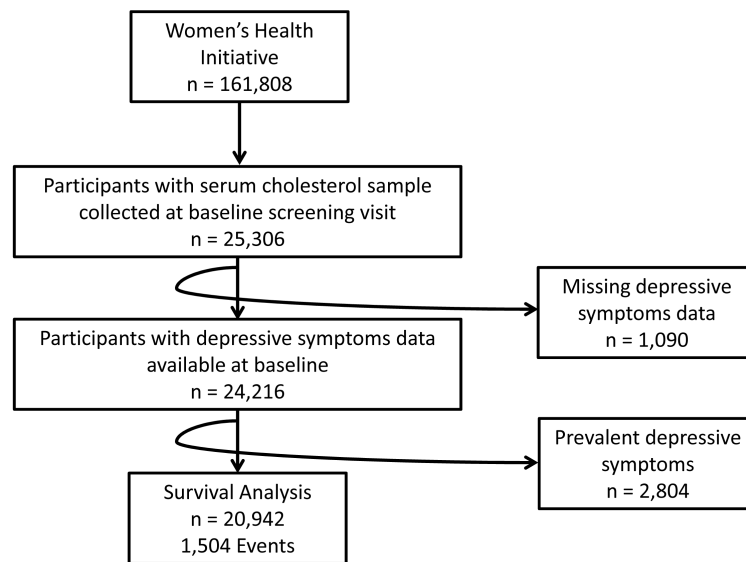 Women’s Health
Initiative
n = 161,808
Participants with serum cholesterol sample
collected at baseline screening visit
n = 25,306
Missing depressive
symptoms data
n = 1,090
Participants with depressive symptoms data
available at baseline
n = 24,216
Prevalent depressive
symptoms
n = 2,804
Survival Analysis
n = 20,942
1,504 Events